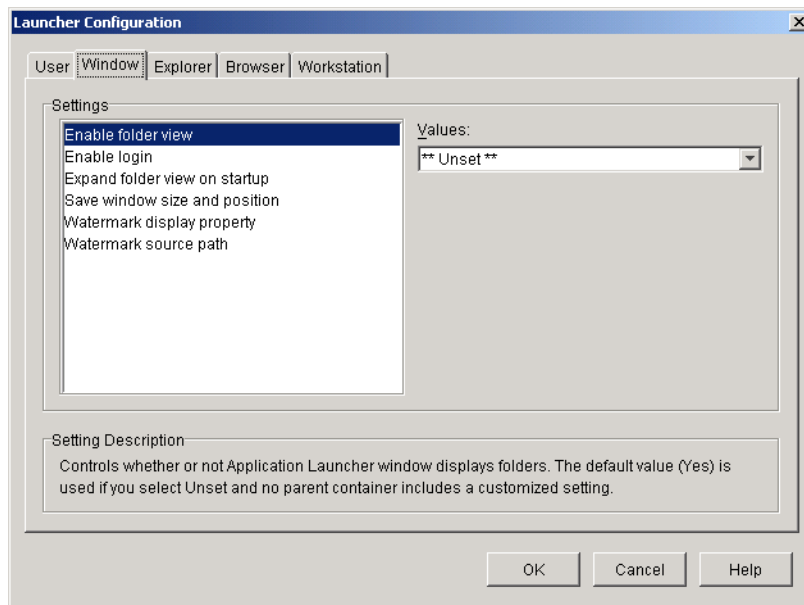 Launcher Configuration
User Window Explorer Browser Workstation
Settings
Enable folder view
Enable login
Expand folder view on startup
Save window size and position
Watermark display property
Watermark source path
Values:
** Unset **
Setting Description
Controls whether or not Application Launcher window displays folders. The default value (Yes) is
used if you select Unset and no parent container includes a customized setting.
OK Cancel Help